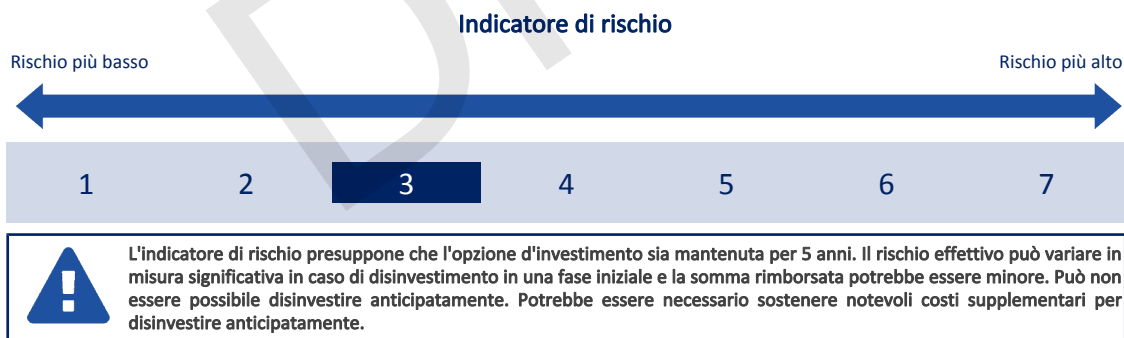 Indicatore di rischio
Rischio più basso
Rischio più alto
1 2 3 4 5 6 7
L'indicatore di rischio presuppone che l'opzione d'investimento sia mantenuta per 5 anni. Il rischio effettivo può variare in
misura significativa in caso di disinvestimento in una fase iniziale e la somma rimborsata potrebbe essere minore. Può non
essere possibile disinvestire anticipatamente. Potrebbe essere necessario sostenere notevoli costi supplementari per
disinvestire anticipatamente.